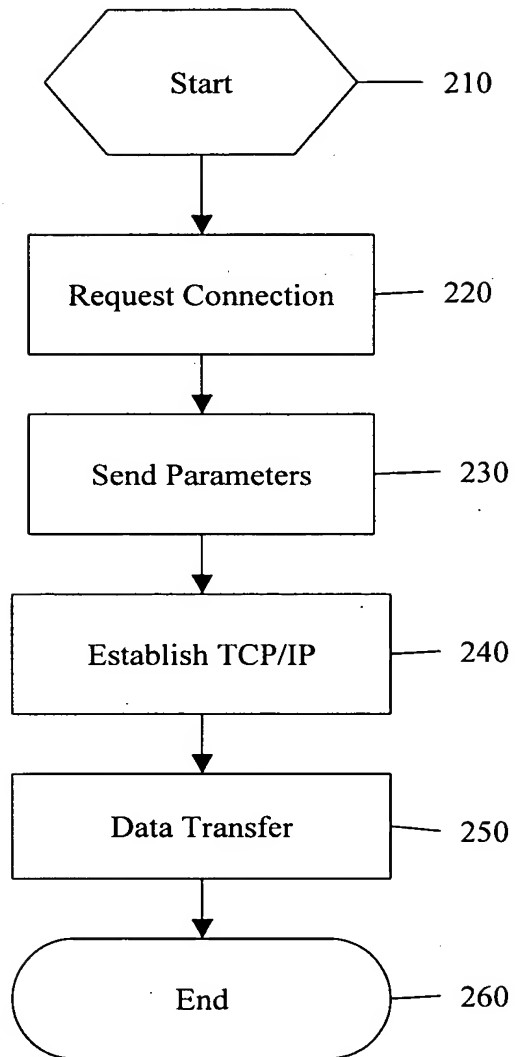 Start 210
Request Connection 220
Send Parameters 230
Establish TCP/IP 240
Data Transfer 250
End 260